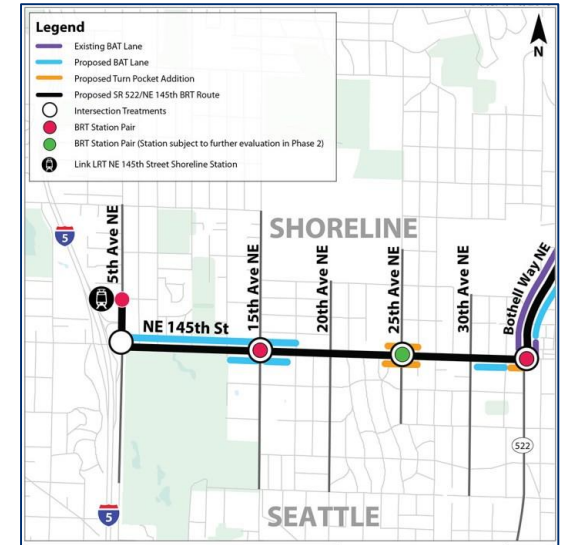 Legend
Existing BAT Lane
Proposed BAT Lane
Proposed Turn Pocket Addition
Proposed SR 522/NE 145th BRT Route
Intersection Treatments
BRT Station Pair
BRT Station Pair (Station subject to further evaluation in Phase 2)
Link LRT NE 145th Street Shoreline Station
N
5
5th Ave NE
15th Ave NE
20th Ave NE
25th Ave NE
30th Ave NE
Bothell Way NE
SHORELINE
NE 145th St
522
5
SEATTLE